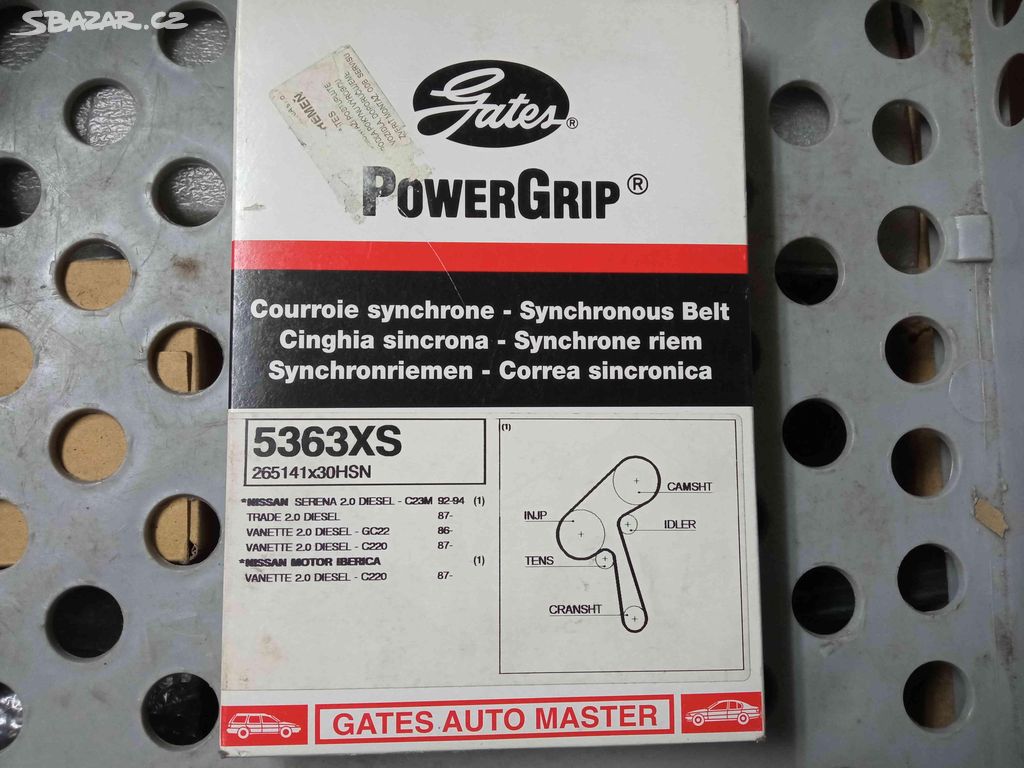 SBAZAR.CZ
Gates®
POWERGRIP®
Courroie synchrone - Synchronous Belt
Cinghia sincrona - Synchrone riem
Synchronriemen - Correa sincronica
5363XS
265141x30HSN
*NISSAN SERENA 2.0 DIESEL - C23M 92-94 (1)
TRADE 2.0 DIESEL 87-
VANETTE 2.0 DIESEL - GC22 86-
VANETTE 2.0 DIESEL - C220 87-
*NISSAN MOTOR IBERICA (1)
VANETTE 2.0 DIESEL - C220 87-
(1)
CAMSHT
INJP
IDLER
TENS
CRANSHT
GATES AUTO MASTER